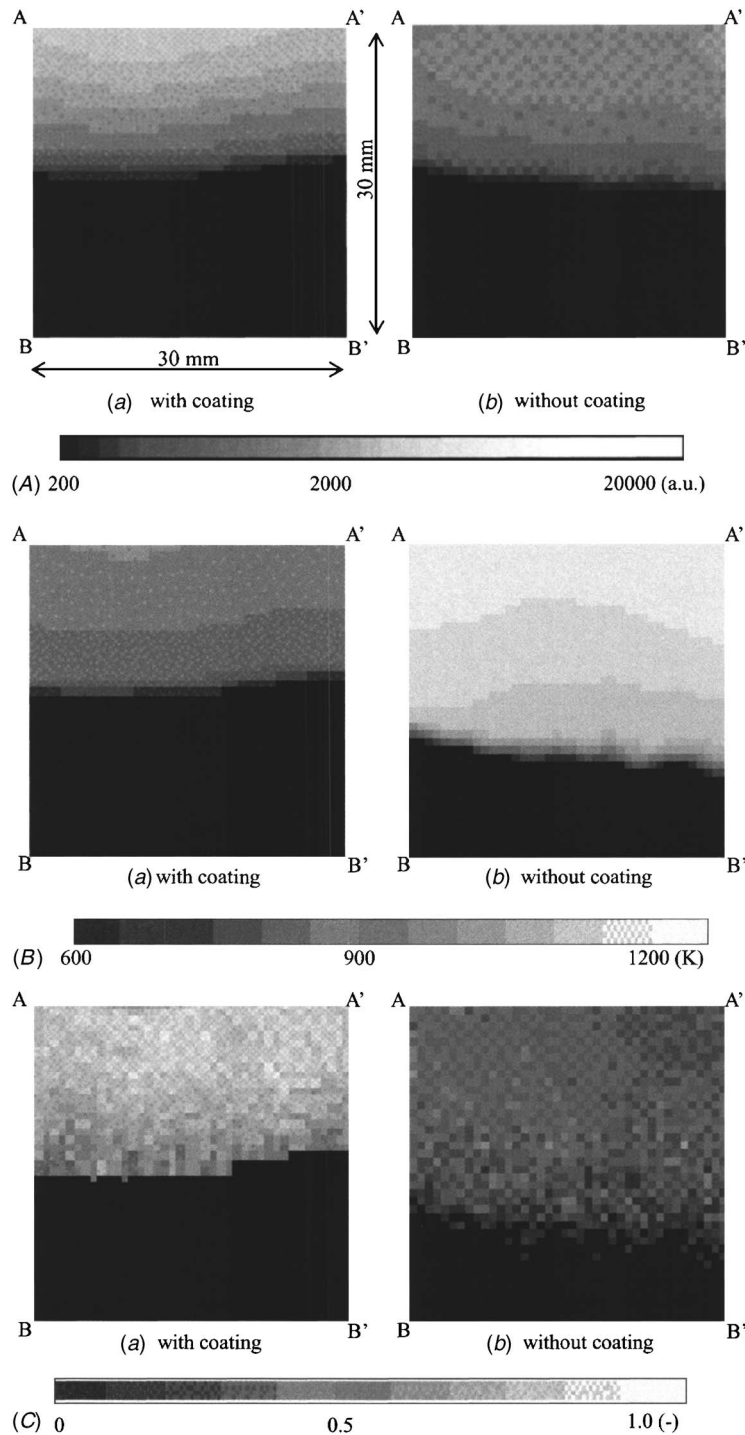 A A’ A A’
30 mm
B B’ B B’
30 mm
(a) with coating (b) without coating
(A) 200 2000 20000 (a.u.)
A A’ A A’
B B’ B B’
(a) with coating (b) without coating
(B) 600 900 1200 (K)
A A’ A A’
B B’ B B’
(a) with coating (b) without coating
(C) 0 0.5 1.0 (-)